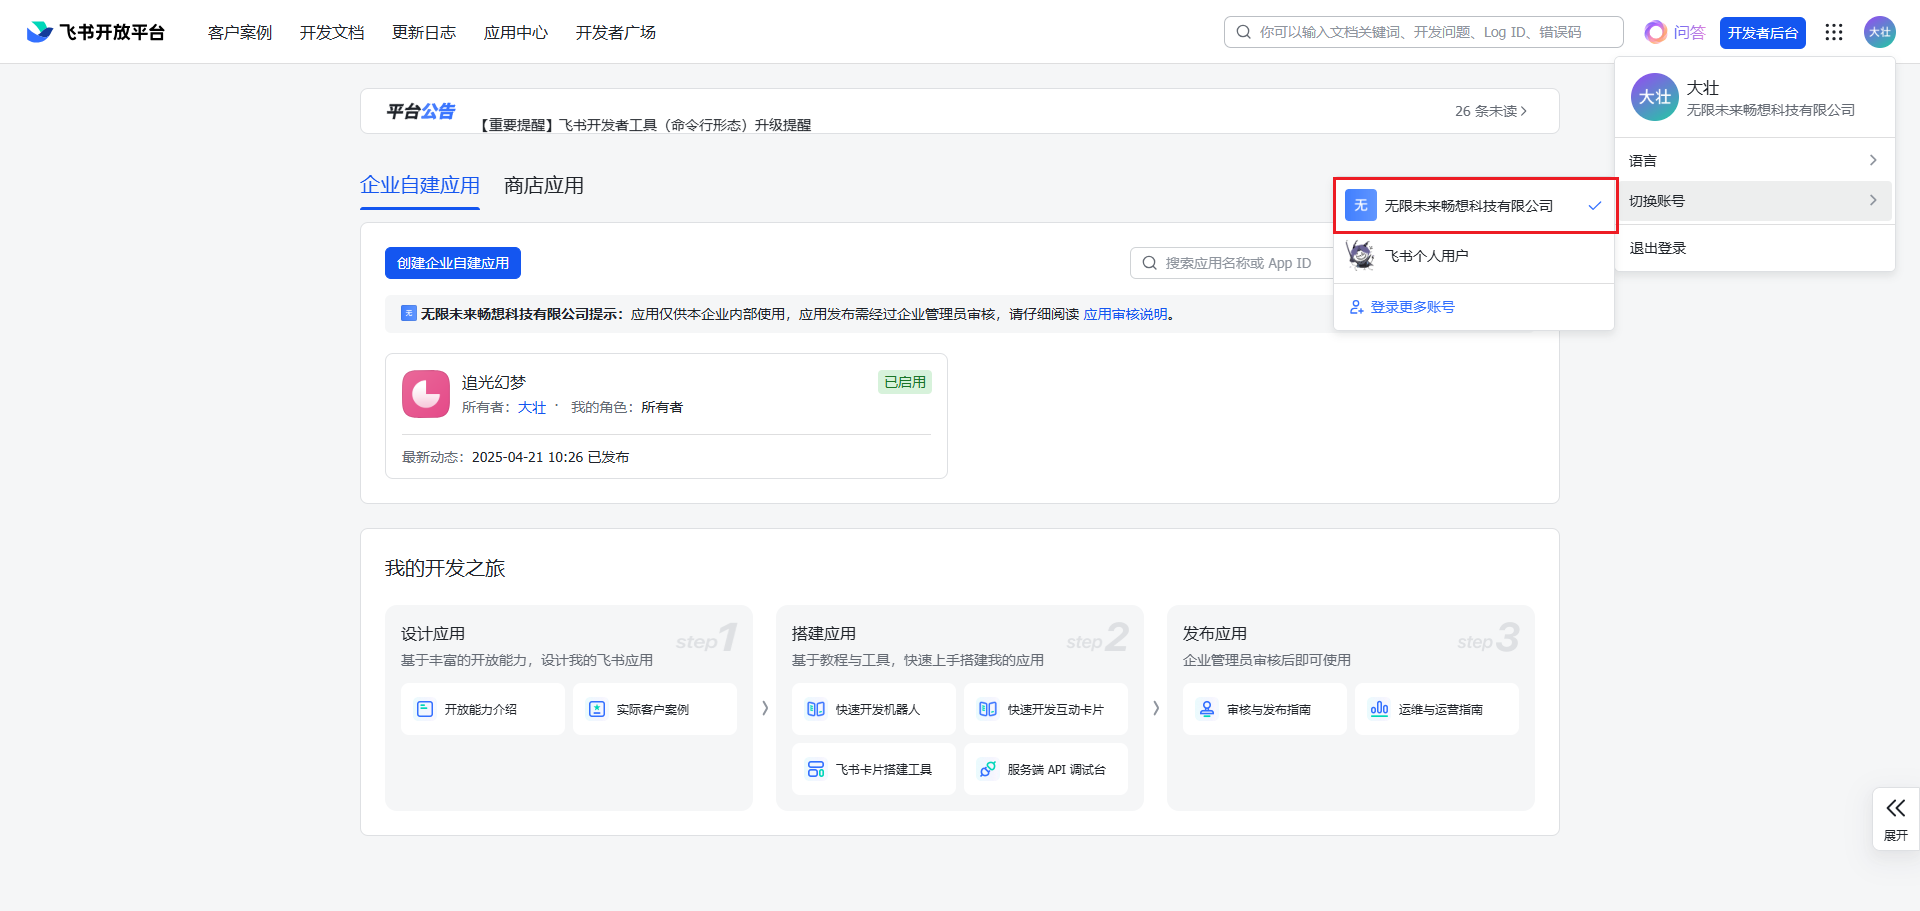 飞书开放平台
客户案例
开发文档
更新日志
应用中心
开发者广场
你可以输入文档关键词、开发问题、Log ID、错误码
问答
开发者后台
大壮
大壮
大壮
无限未来畅想科技有限公司
语言
切换账号
退出登录
平台公告
【重要提醒】飞书开发者工具（命令行形态）升级提醒
26 条未读
企业自建应用
商店应用
无
无限未来畅想科技有限公司
飞书个人用户
登录更多账号
创建企业自建应用
搜索应用名称或 App ID
无
无限未来畅想科技有限公司提示：应用仅供本企业内部使用，应用发布需经过企业管理员审核，请仔细阅读 应用审核说明。
追光幻梦
已启用
所有者：大壮 · 我的角色：所有者
最新动态：2025-04-21 10:26 已发布
我的开发之旅
设计应用
step1
基于丰富的开放能力，设计我的飞书应用
开放能力介绍
实际客户案例
搭建应用
step2
基于教程与工具，快速上手搭建我的应用
快速开发机器人
快速开发互动卡片
飞书卡片搭建工具
服务端 API 调试台
发布应用
step3
企业管理员审核后即可使用
审核与发布指南
运维与运营指南
展开